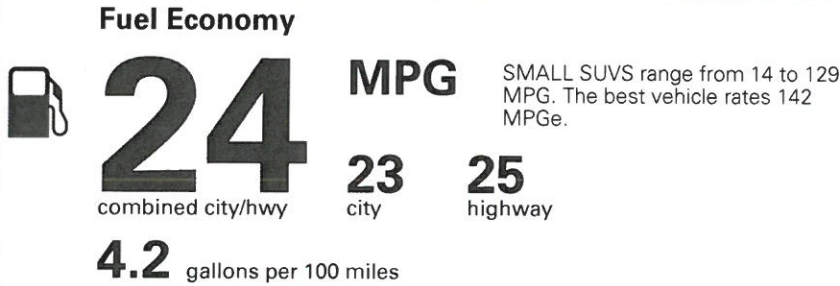 Fuel Economy
24 MPG
SMALL SUVS range from 14 to 129
MPG. The best vehicle rates 142
MPGe.
combined city/hwy
23
city
25
highway
4.2 gallons per 100 miles